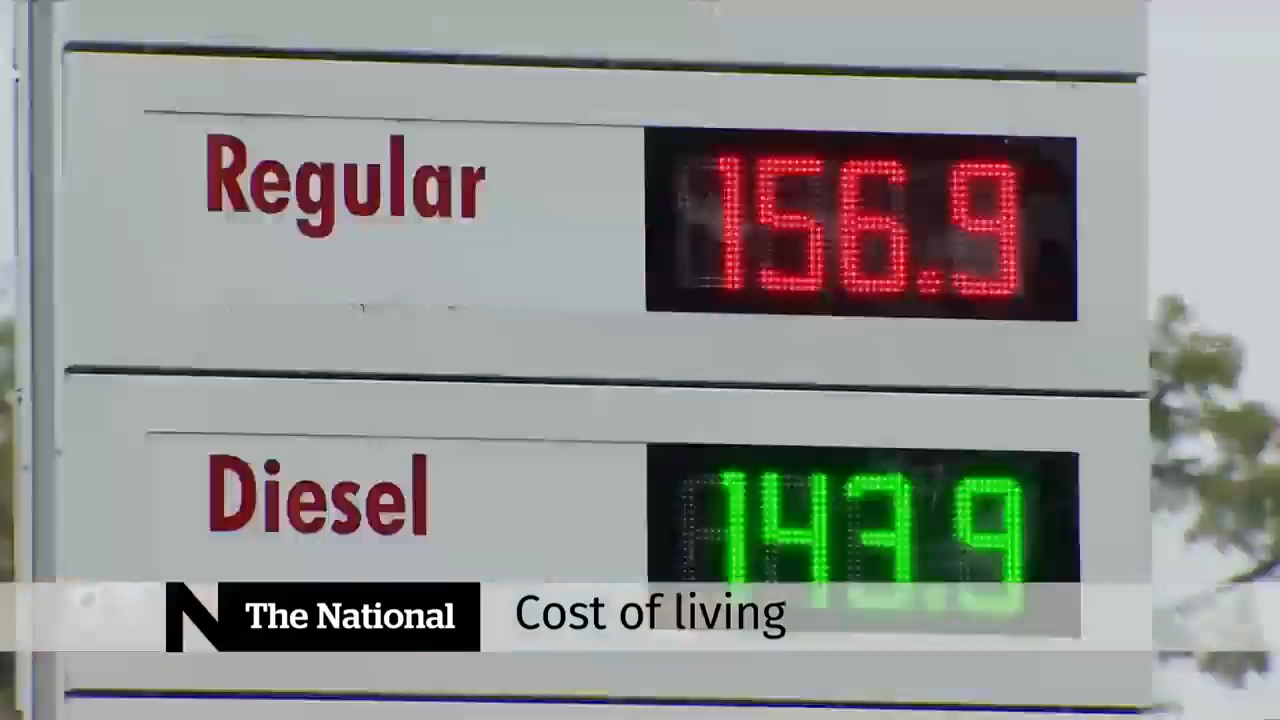 Regular
156.9
Diesel
143.9
The National
Cost of living